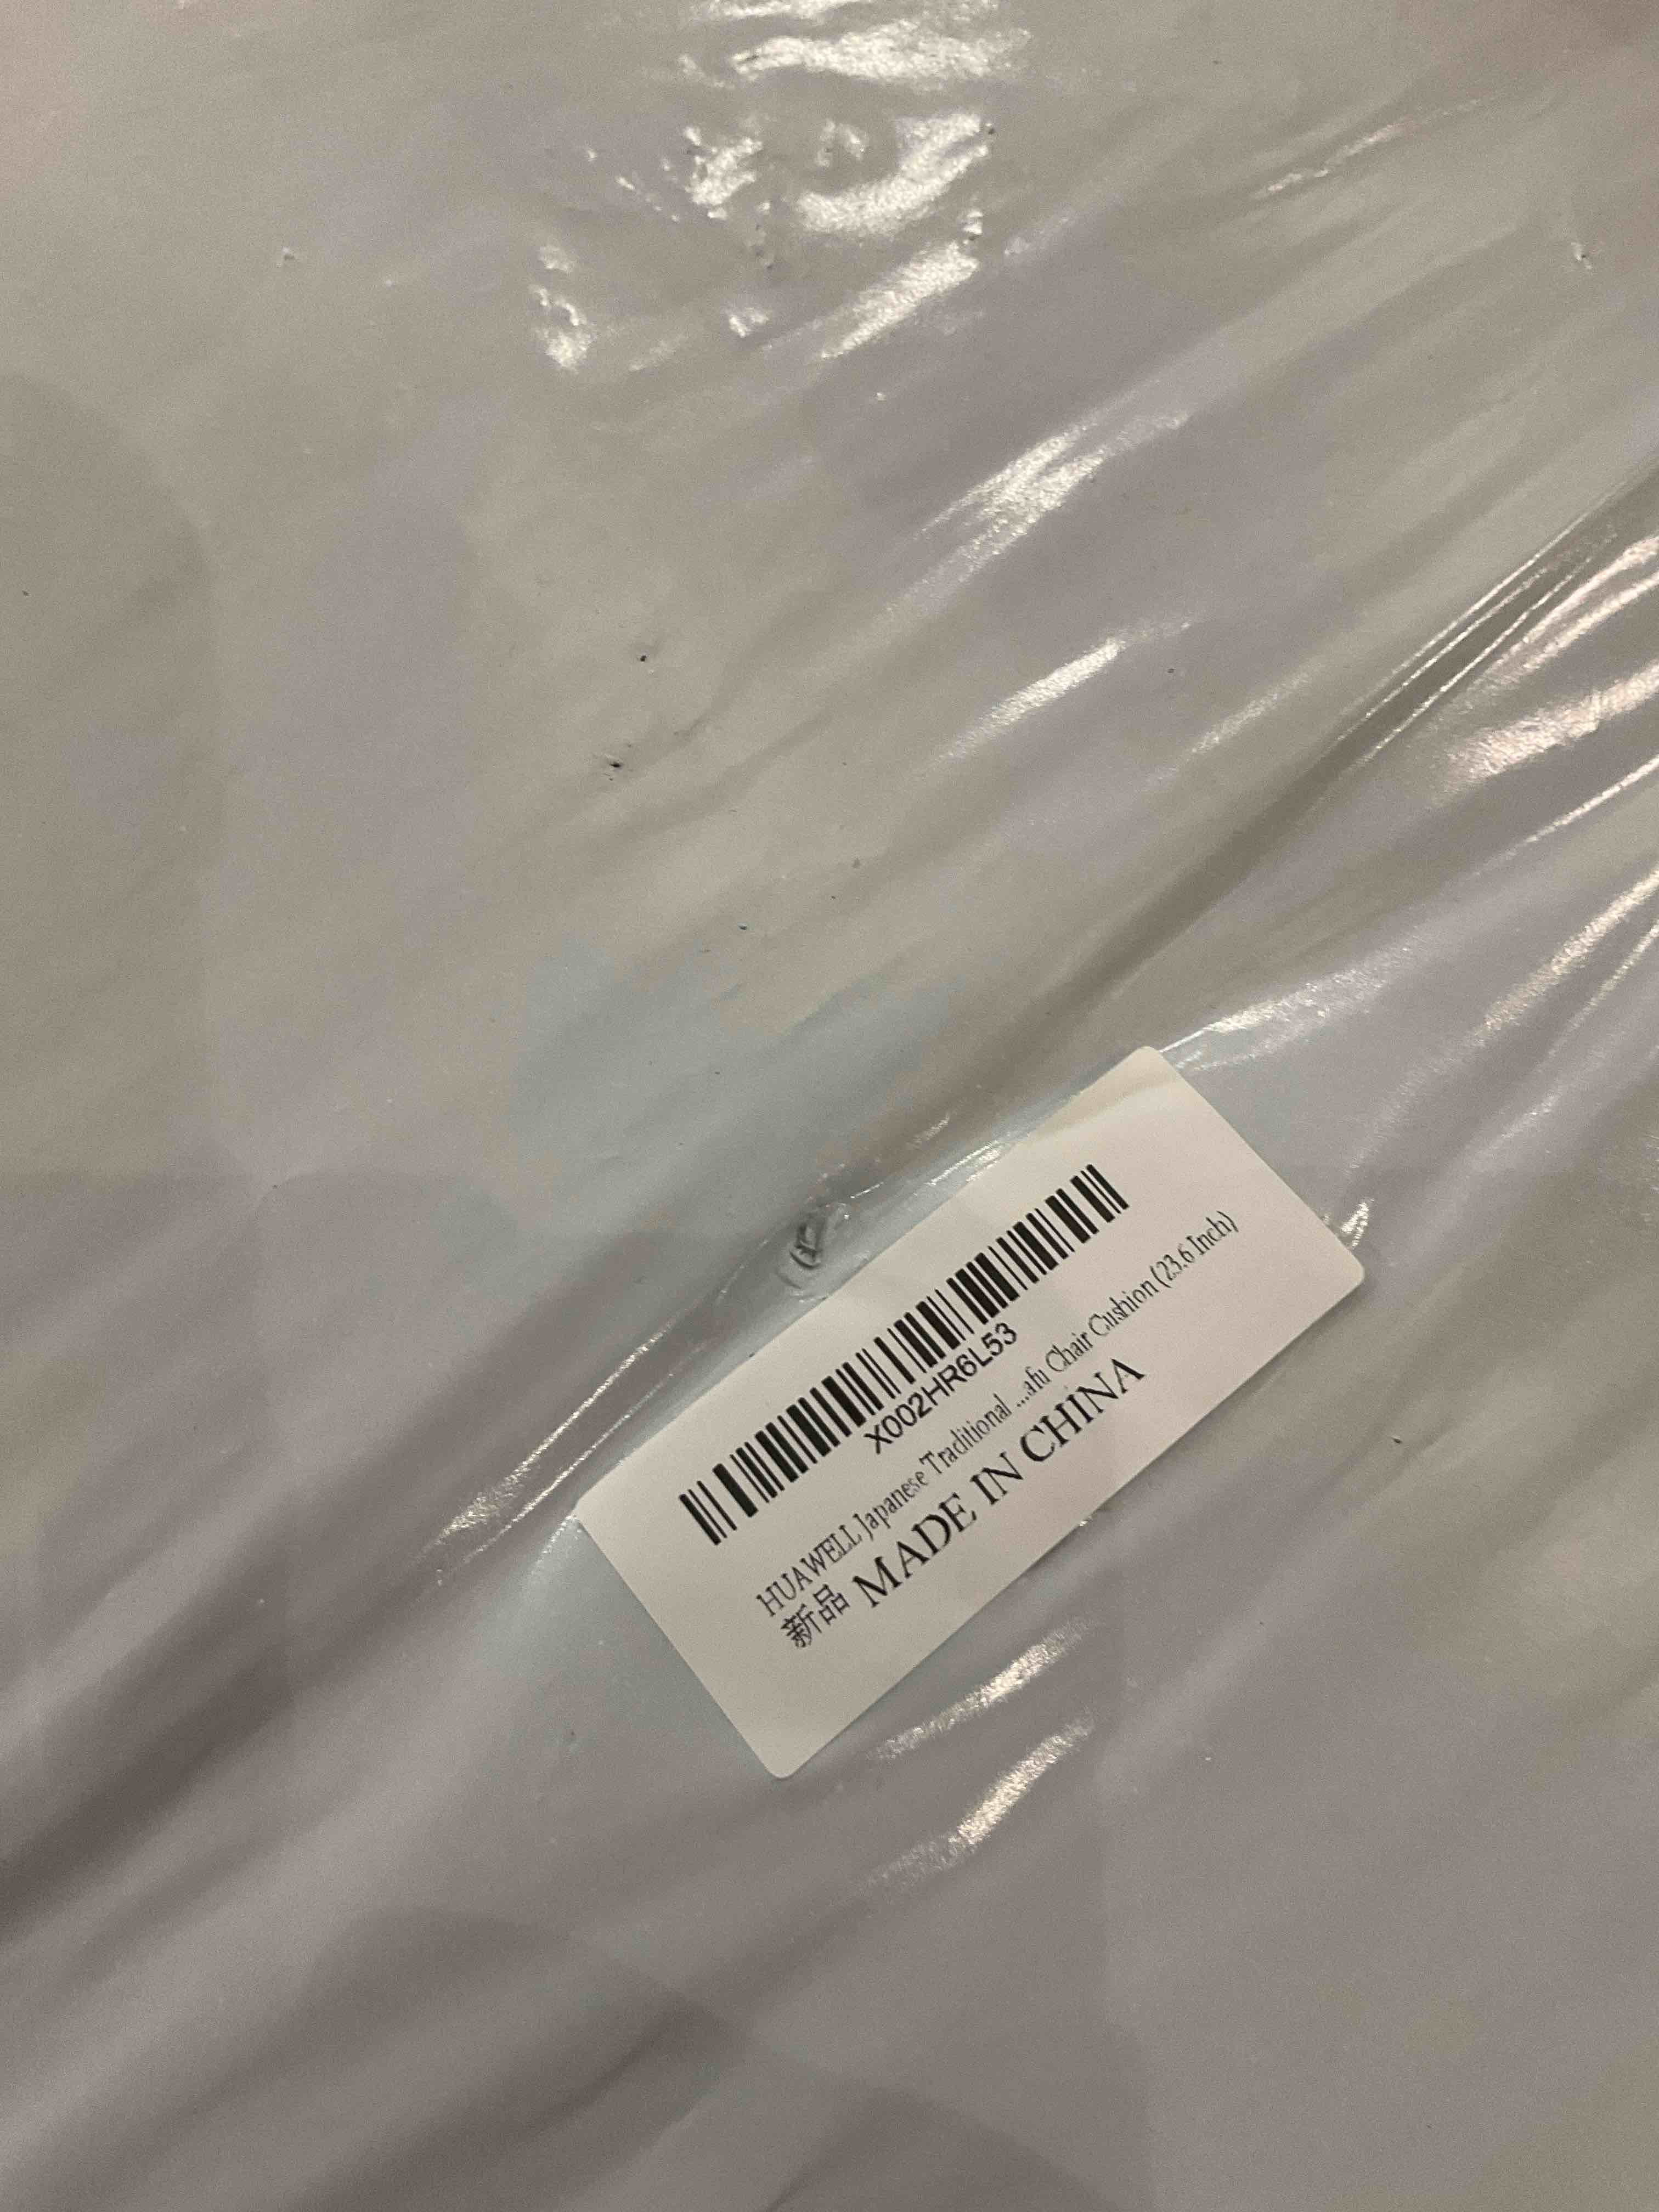 X002HR6L53
HUAWELL Japanese Traditional ...afu Chair Cushion (23.6 Inch)
新品 MADE IN CHINA